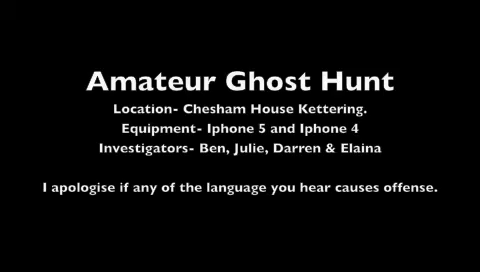 Amateur Ghost Hunt
Location- Chesham House Kettering.
Equipment- Iphone 5 and Iphone 4
Investigators- Ben, Julie, Darren & Elaina
I apologise if any of the language you hear causes offense.